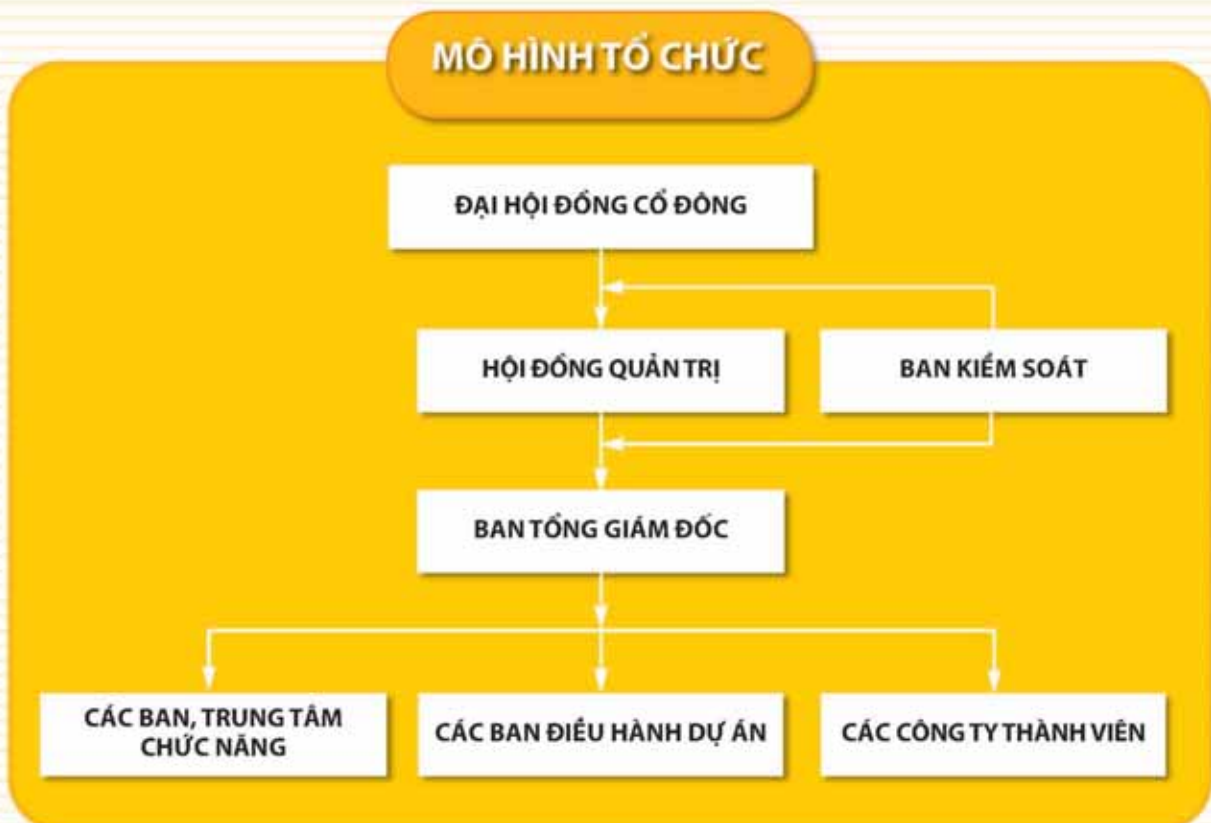 MÔ HÌNH TỔ CHỨC
ĐẠI HỘI ĐỒNG CỔ ĐÔNG
HỘI ĐỒNG QUẢN TRỊ
BAN KIỂM SOÁT
BAN TỔNG GIÁM ĐỐC
CÁC BAN, TRUNG TÂM
CHỨC NĂNG
CÁC BAN ĐIỀU HÀNH DỰ ÁN
CÁC CÔNG TY THÀNH VIÊN